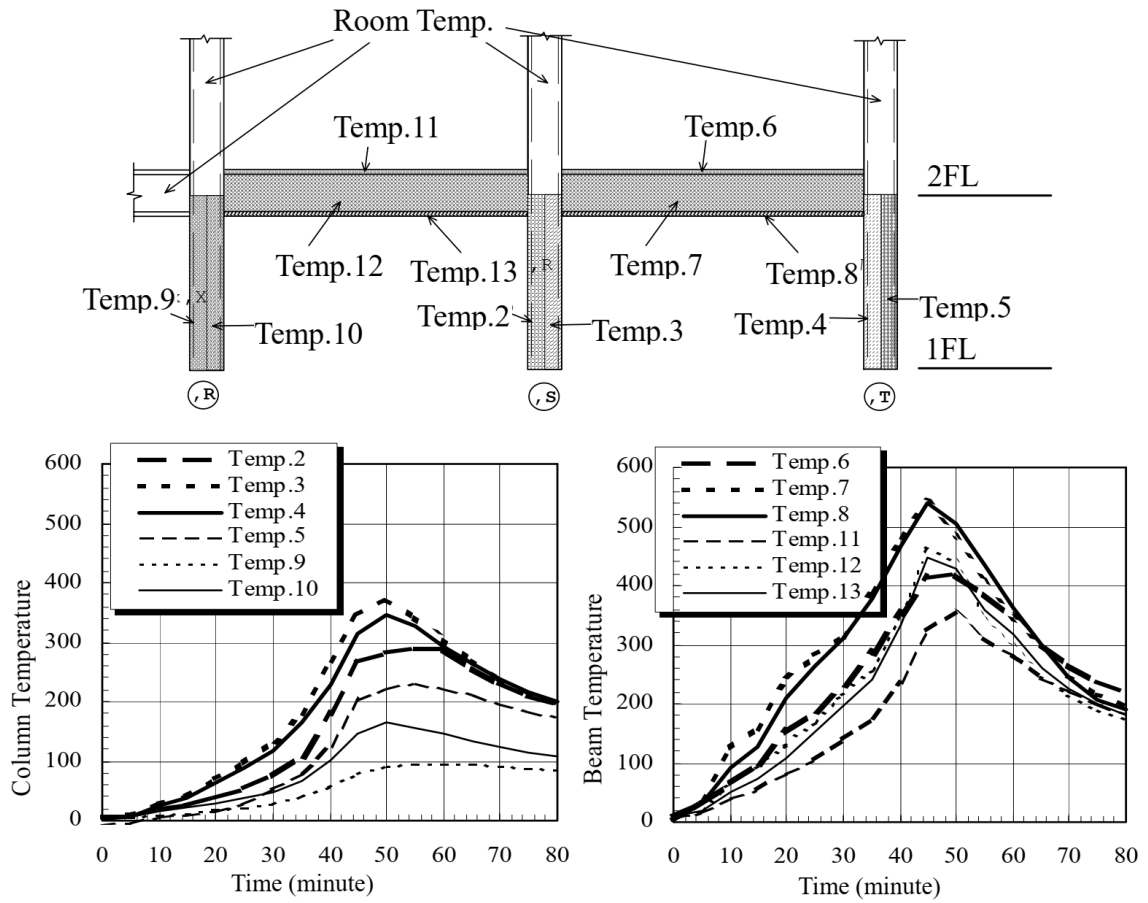 Room Temp.
Temp.11
Temp.6
2FL
Temp.12
Temp.13
, R
Temp.7
Temp.8
Temp.9
: , X
Temp.10
Temp.2
Temp.3
Temp.4
Temp.5
1FL
, R
, S
, T
Column Temperature
600
500
400
300
200
100
0
Temp.2
Temp.3
Temp.4
Temp.5
Temp.9
Temp.10
0 10 20 30 40 50 60 70 80
Time (minute)
Beam Temperature
600
500
400
300
200
100
0
Temp.6
Temp.7
Temp.8
Temp.11
Temp.12
Temp.13
0 10 20 30 40 50 60 70 80
Time (minute)